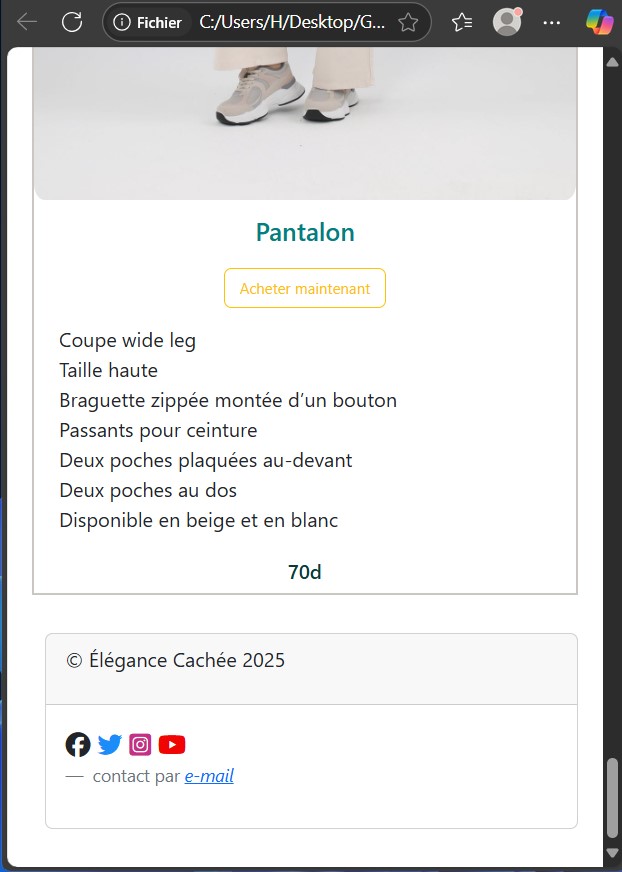 Fichier C:/Users/H/Desktop/G...
Pantalon
Acheter maintenant
Coupe wide leg
Taille haute
Braguette zippée montée d’un bouton
Passants pour ceinture
Deux poches plaquées au-devant
Deux poches au dos
Disponible en beige et en blanc
70d
© Élégance Cachée 2025
— contact par e-mail